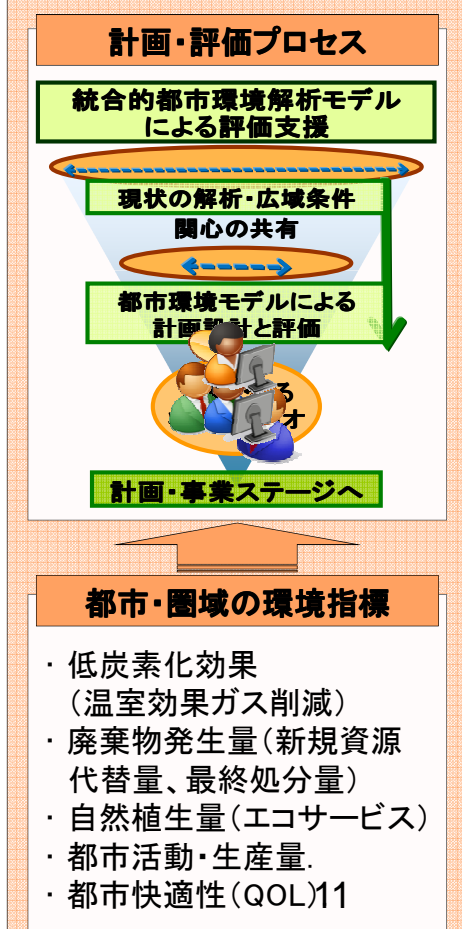 計画・評価プロセス
統合的都市環境解析モデル
による評価支援
現状の解析・広域条件
関心の共有
都市環境モデルによる
計画設計と評価
る
オ
計画・事業ステージへ
都市・圏域の環境指標
・低炭素化効果
（温室効果ガス削減）
・廃棄物発生量（新規資源
代替量、最終処分量）
・自然植生量（エコサービス）
・都市活動・生産量.
・都市快適性（QOL）11